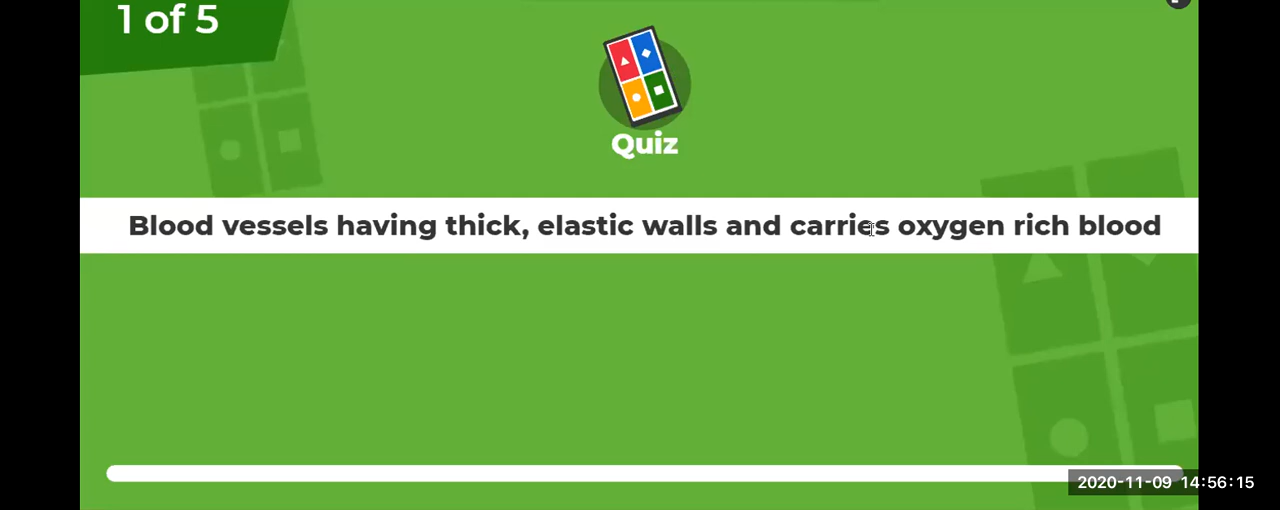 1 of 5
Quiz
Blood vessels having thick, elastic walls and carries oxygen rich blood
2020-11-09 14:56:15